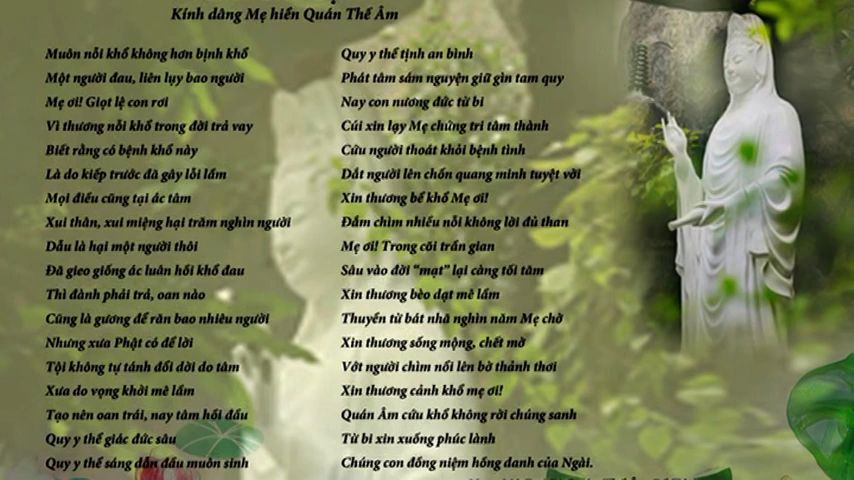 Kính dâng Mẹ hiền Quán Thế Âm
Muôn nỗi khổ không hơn bịnh khổ
Một người đau, liên lụy bao người
Mẹ ơi! Giọt lệ con rơi
Vì thương nỗi khổ trong đời trả vay
Biết rằng có bệnh khổ này
Là do kiếp trước đã gây lỗi lầm
Mọi điều cũng tại ác tâm
Xui thân, xui miệng hại trăm nghìn người
Dẫu là hại một người thôi
Đã gieo giống ác luân hồi khổ đau
Thì đành phải trả, oan nào
Cũng là gương để răn bao nhiêu người
Nhưng xưa Phật có để lời
Tội không tự tánh đổi dời do tâm
Xưa do vọng khởi mê lầm
Tạo nên oan trái, nay tâm hồi đầu
Quy y thể giác đức sâu
Quy y thể sáng dẫn đầu muôn sinh
Quy y thể tịnh an bình
Phát tâm sám nguyện giữ gìn tam quy
Nay con nương đức từ bi
Cúi xin lạy Mẹ chứng tri tâm thành
Cứu người thoát khỏi bệnh tình
Dắt người lên chốn quang minh tuyệt vời
Xin thương bể khổ Mẹ ơi!
Đắm chìm nhiều nỗi không lời đủ than
Mẹ ơi! Trong cõi trần gian
Sâu vào đời “mạt” lại càng tối tâm
Xin thương bèo dạt mê lầm
Thuyền từ bát nhã nghìn năm Mẹ chờ
Xin thương sống mộng, chết mờ
Vớt người chìm nổi lên bờ thảnh thơi
Xin thương cảnh khổ mẹ ơi!
Quán Âm cứu khổ không rời chúng sanh
Từ bi xin xuống phúc lành
Chúng con đồng niệm hồng danh của Ngài.